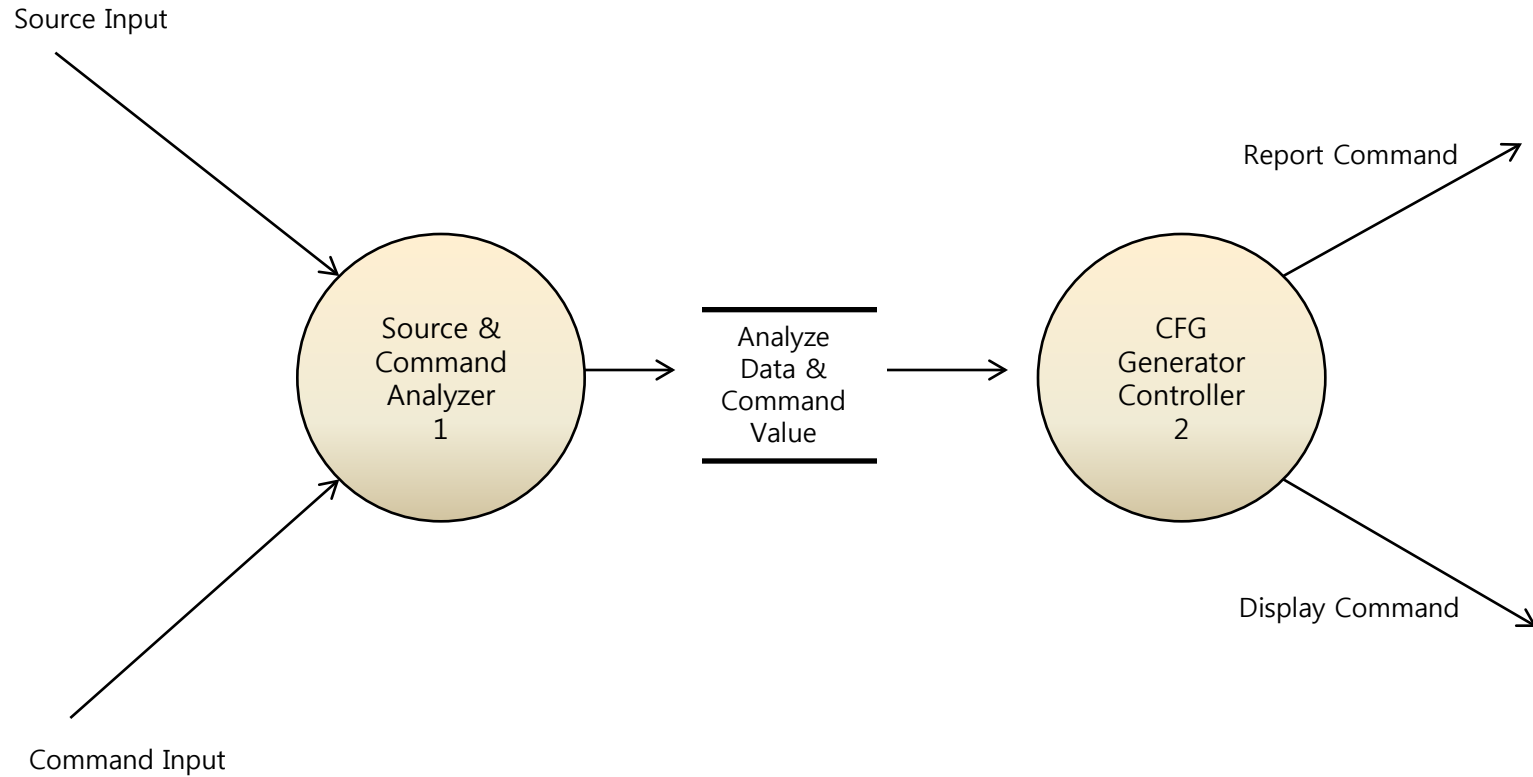 Source Input
Report Command
Source &
Command
Analyzer
1
Analyze
Data &
Command
Value
CFG
Generator
Controller
2
Display Command
Command Input